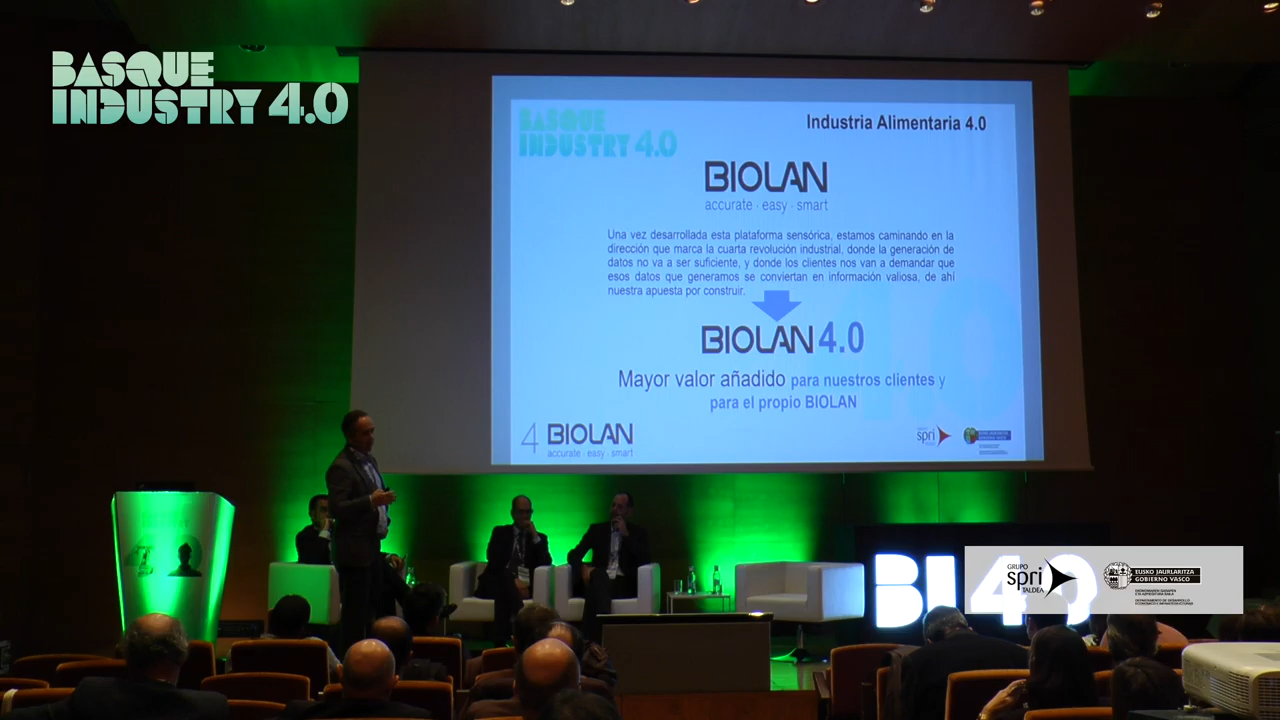 BASQUE
INDUSTRY 4.0
BASQUE
INDUSTRY 4.0
Industria Alimentaria 4.0
BIOLAN
accurate · easy · smart
Una vez desarrollada esta plataforma sensórica, estamos caminando en la
dirección que marca la cuarta revolución industrial, donde la generación de
datos no va a ser suficiente, y donde los clientes nos van a demandar que
esos datos que generamos se conviertan en información valiosa, de ahí
nuestra apuesta por construir.
BIOLAN 4.0
Mayor valor añadido para nuestros clientes y
para el propio BIOLAN
4 BIOLAN
accurate · easy · smart
spri
BI40
GRUPO
spri
TALDEA
EUSKO JAURLARITZA
GOBIERNO VASCO